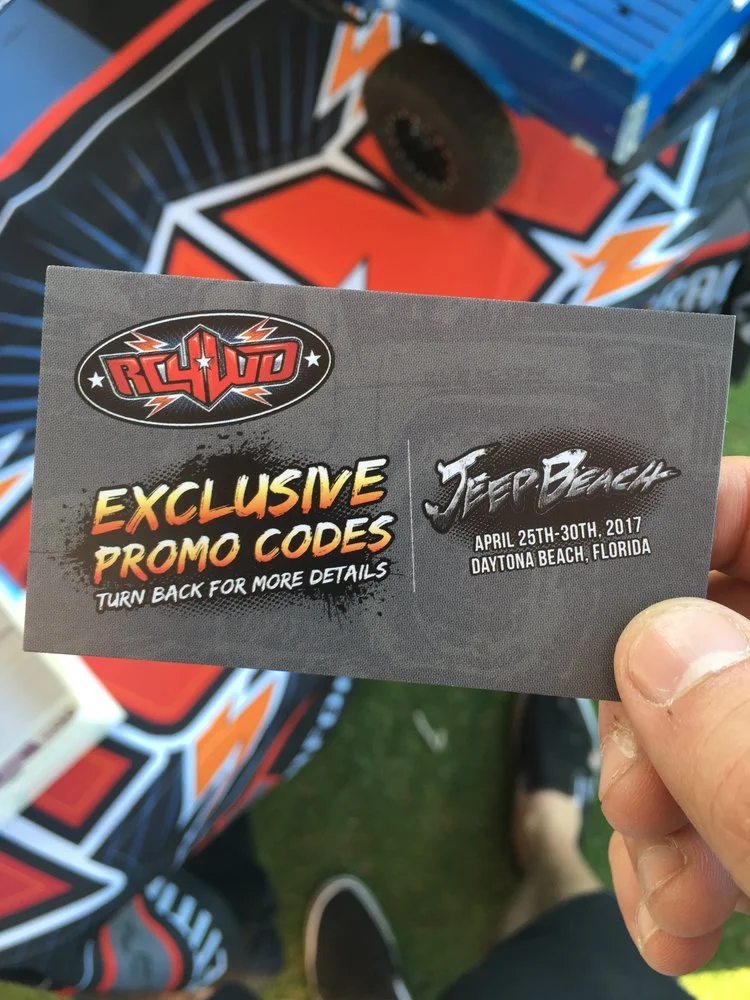 RC4WD
EXCLUSIVE
PROMO CODES
TURN BACK FOR MORE DETAILS
JEEP BEACH
APRIL 25TH-30TH, 2017
DAYTONA BEACH, FLORIDA